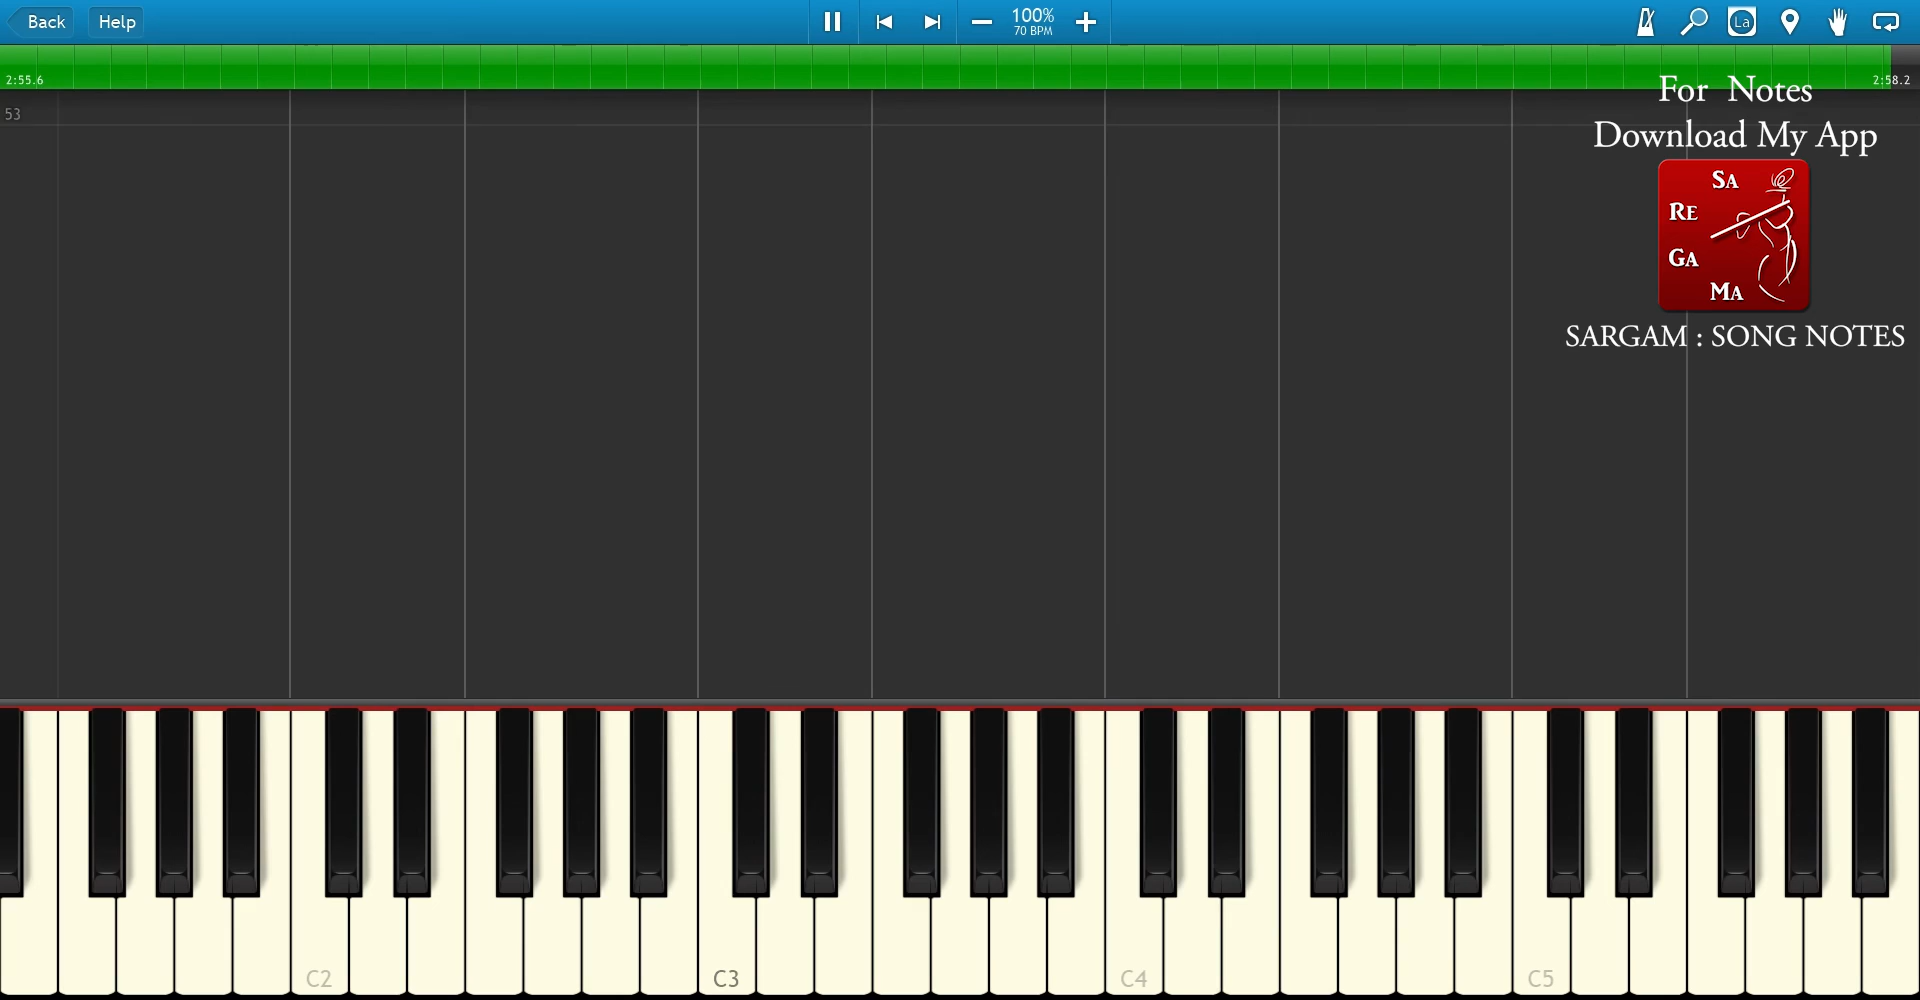 Back Help 100%
70 BPM
La
2:55.6 2:58.2
53
For Notes
Download My App
SA
RE
GA
MA
SARGAM : SONG NOTES
C2 C3 C4 C5